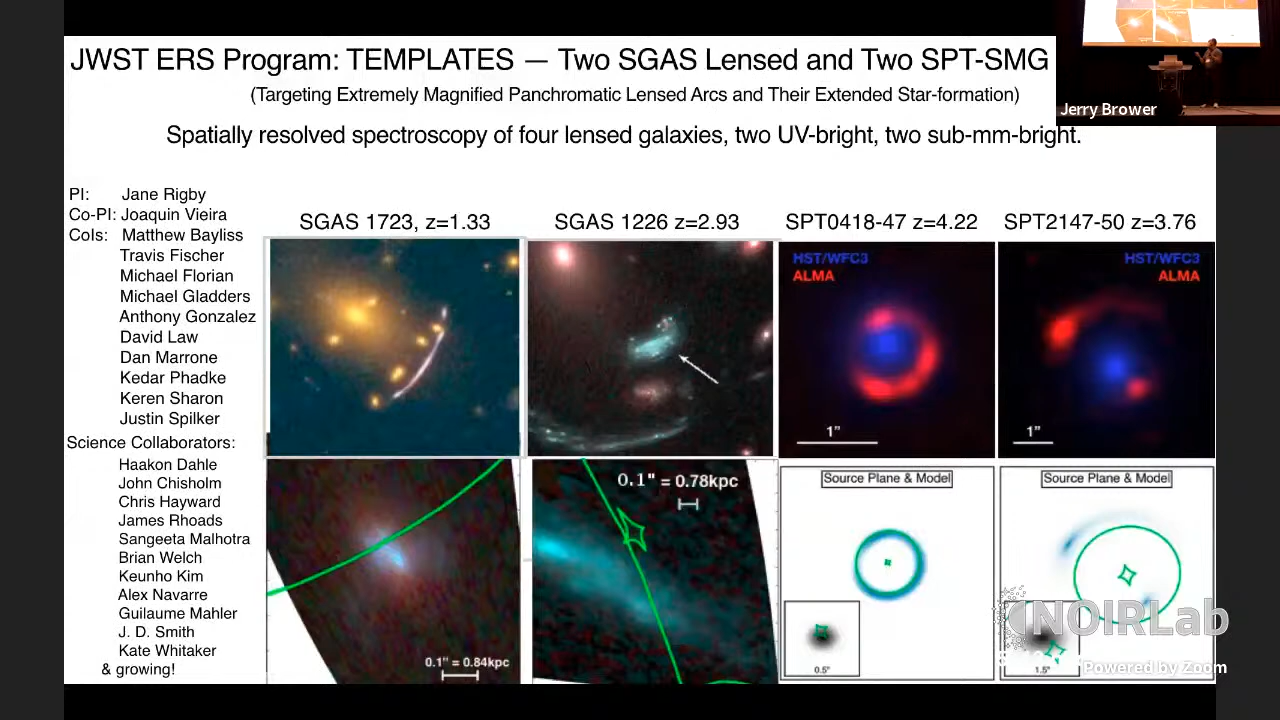 JWST ERS Program: TEMPLATES — Two SGAS Lensed and Two SPT-SMG
(Targeting Extremely Magnified Panchromatic Lensed Arcs and Their Extended Star-formation)
Jerry Brower
Spatially resolved spectroscopy of four lensed galaxies, two UV-bright, two sub-mm-bright.
PI: Jane Rigby
Co-PI: Joaquin Vieira
CoIs: Matthew Bayliss
Travis Fischer
Michael Florian
Michael Gladders
Anthony Gonzalez
David Law
Dan Marrone
Kedar Phadke
Keren Sharon
Justin Spilker
Science Collaborators:
Haakon Dahle
John Chisholm
Chris Hayward
James Rhoads
Sangeeta Malhotra
Brian Welch
Keunho Kim
Alex Navarre
Guilaume Mahler
J. D. Smith
Kate Whitaker
& growing!
SGAS 1723, z=1.33
SGAS 1226 z=2.93
SPT0418-47 z=4.22
SPT2147-50 z=3.76
HST/WFC3
ALMA
1”
HST/WFC3
ALMA
1”
0.1" = 0.84kpc
0.1" = 0.78kpc
Source Plane & Model
0.5"
Source Plane & Model
1.5"
NOIRLab
Powered by Zoom